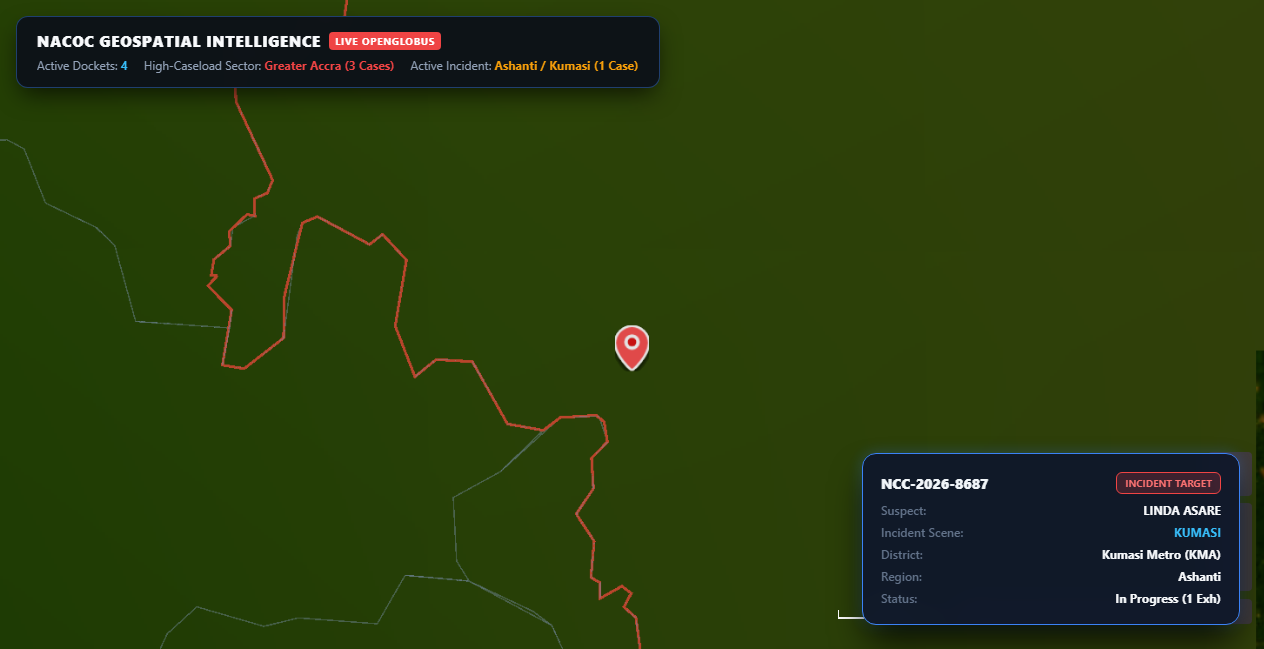 NACOC GEOSPATIAL INTELLIGENCE LIVE OPENGLOBUS
Active Dockets: 4 High-Caseload Sector: Greater Accra (3 Cases) Active Incident: Ashanti / Kumasi (1 Case)
NCC-2026-8687 INCIDENT TARGET
Suspect: LINDA ASARE
Incident Scene: KUMASI
District: Kumasi Metro (KMA)
Region: Ashanti
Status: In Progress (1 Exh)